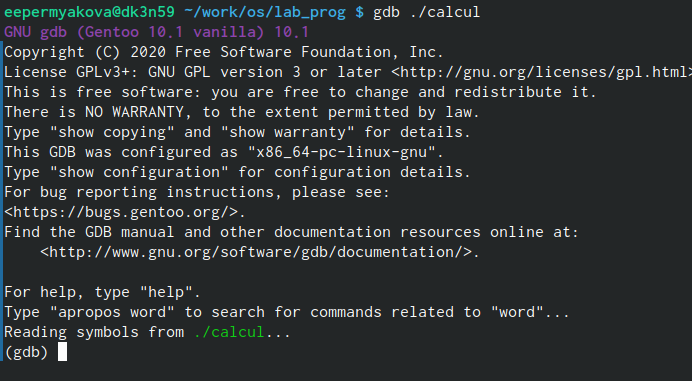 eepermyakova@dk3n59 ~/work/os/lab_prog $ gdb ./calcul
GNU gdb (Gentoo 10.1 vanilla) 10.1
Copyright (C) 2020 Free Software Foundation, Inc.
License GPLv3+: GNU GPL version 3 or later <http://gnu.org/licenses/gpl.html>
This is free software: you are free to change and redistribute it.
There is NO WARRANTY, to the extent permitted by law.
Type "show copying" and "show warranty" for details.
This GDB was configured as "x86_64-pc-linux-gnu".
Type "show configuration" for configuration details.
For bug reporting instructions, please see:
<https://bugs.gentoo.org/>.
Find the GDB manual and other documentation resources online at:
    <http://www.gnu.org/software/gdb/documentation/>.

For help, type "help".
Type "apropos word" to search for commands related to "word"...
Reading symbols from ./calcul...
(gdb)